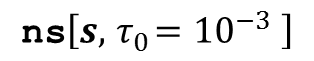 ns[s, τ₀ = 10⁻³ ]